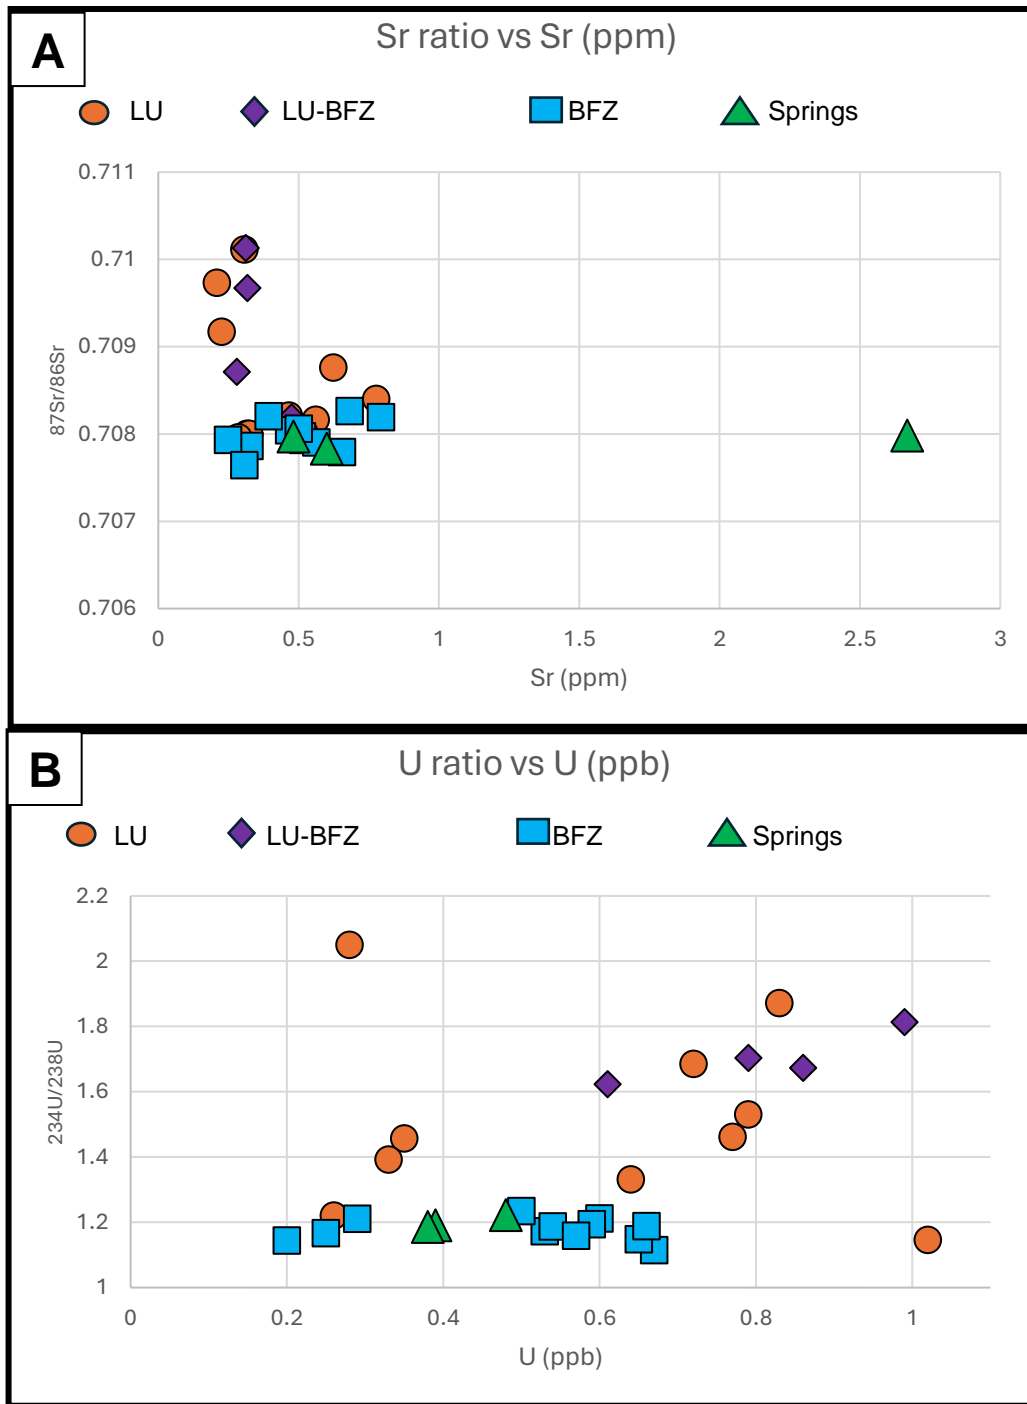 A
Sr ratio vs Sr (ppm)
LU LU-BFZ BFZ Springs
0.711
0.71
0.709
0.708
0.707
0.706
87Sr/86Sr
0 0.5 1 1.5 2 2.5 3
Sr (ppm)
B
U ratio vs U (ppb)
LU LU-BFZ BFZ Springs
2.2
2
1.8
1.6
1.4
1.2
1
234U/238U
0 0.2 0.4 0.6 0.8 1
U (ppb)